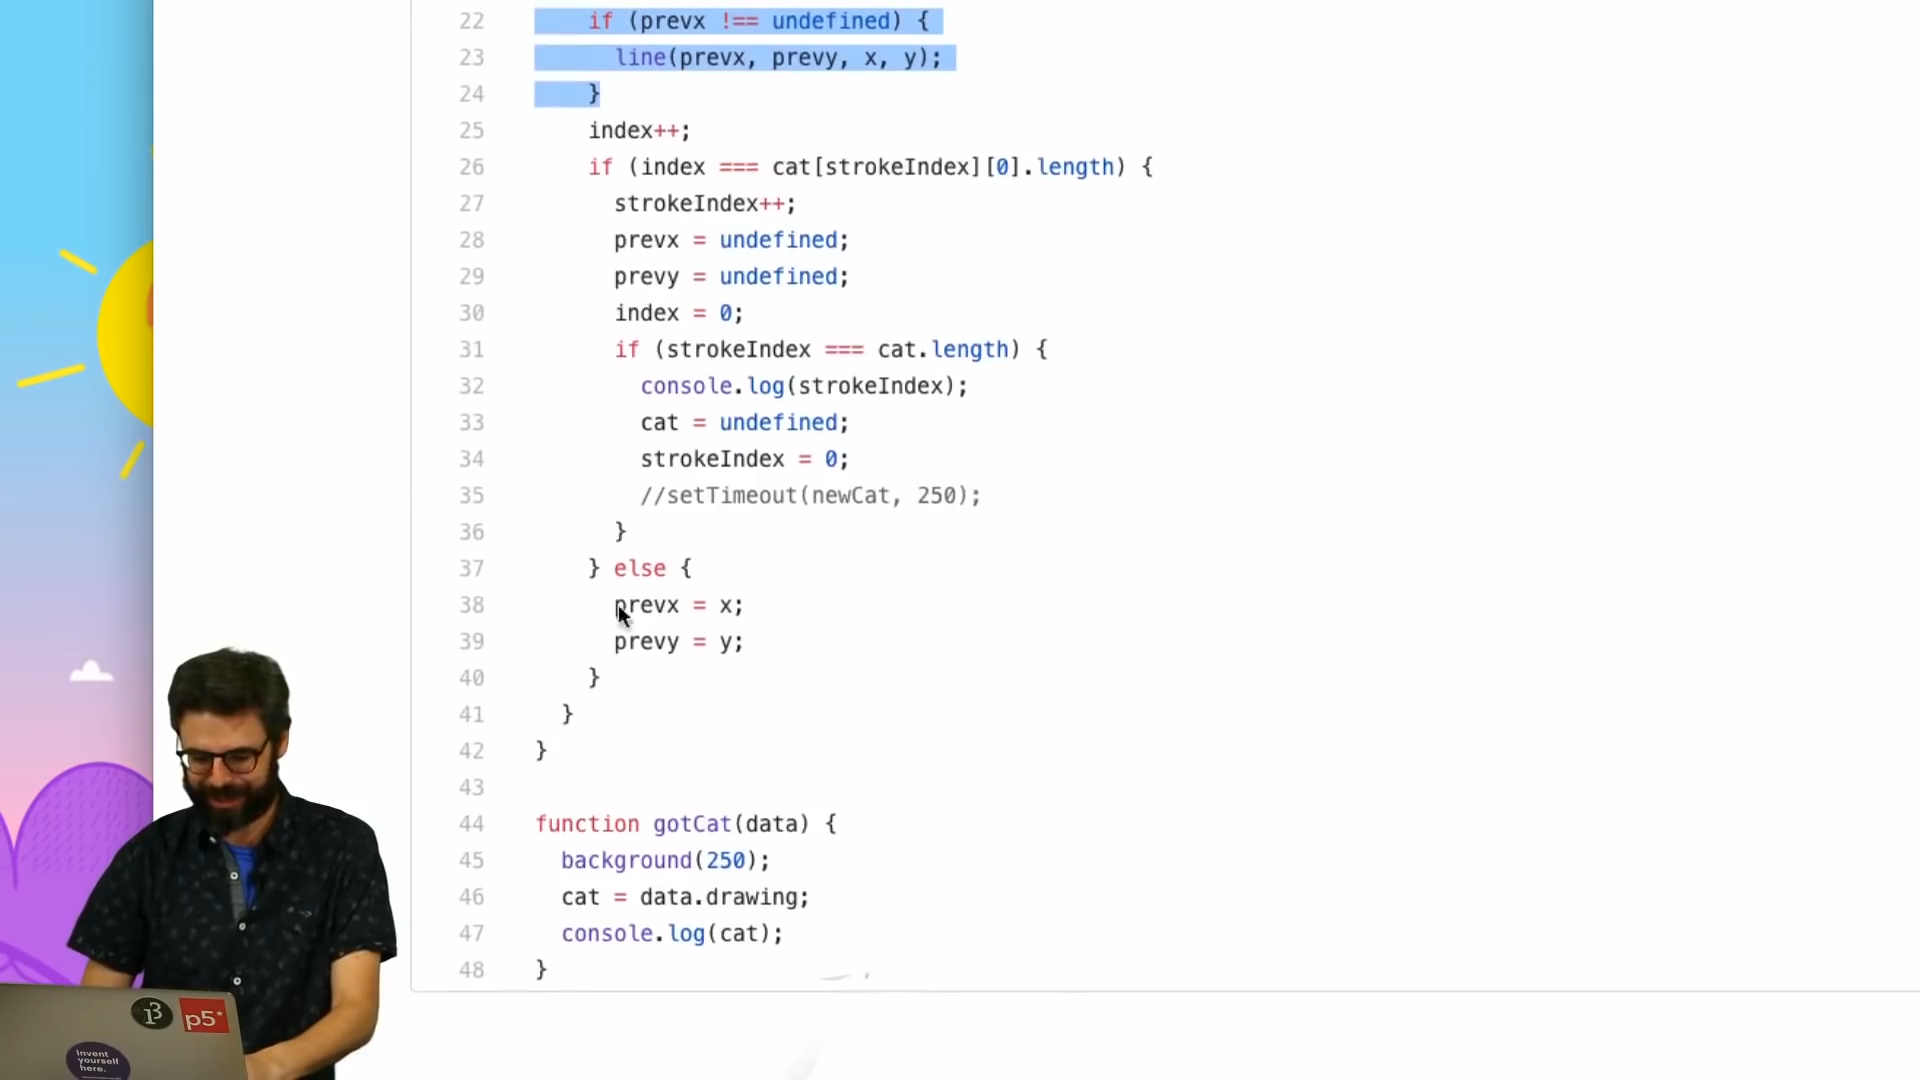 22 if (prevx !== undefined) {
23 line(prevx, prevy, x, y);
24 }
25 index++;
26 if (index === cat[strokeIndex][0].length) {
27 strokeIndex++;
28 prevx = undefined;
29 prevy = undefined;
30 index = 0;
31 if (strokeIndex === cat.length) {
32 console.log(strokeIndex);
33 cat = undefined;
34 strokeIndex = 0;
35 //setTimeout(newCat, 250);
36 }
37 } else {
38 prevx = x;
39 prevy = y;
40 }
41 }
42 }
43
44 function gotCat(data) {
45 background(250);
46 cat = data.drawing;
47 console.log(cat);
48 }
p5*
Invent
yourself
here.